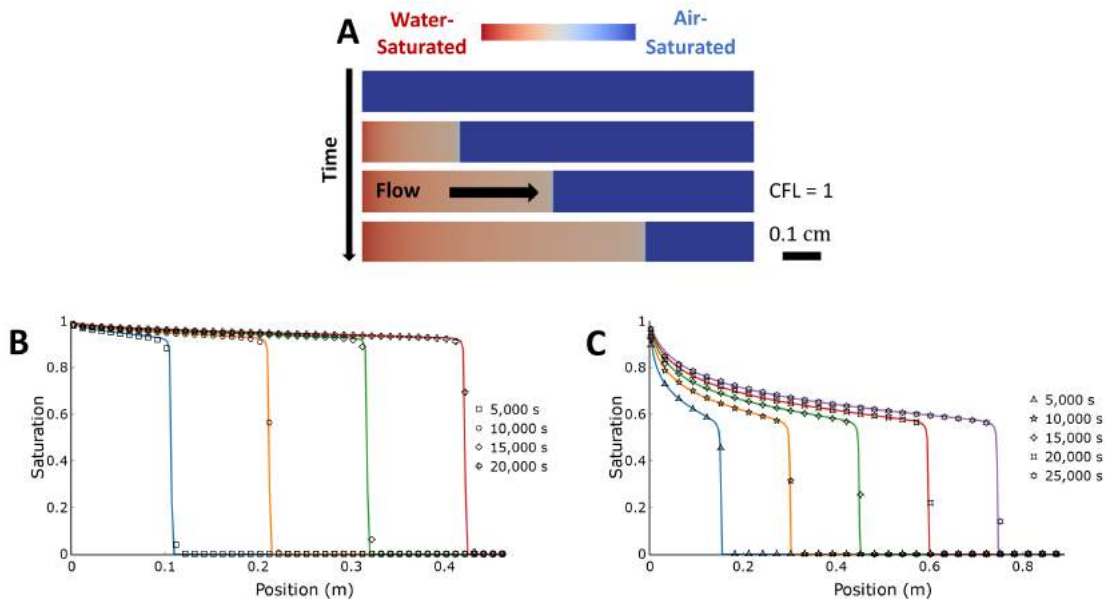 A
Water-
Saturated
Air-
Saturated
Time
Flow
CFL = 1
0.1 cm
B
Saturation
1
0.8
0.6
0.4
0.2
0
0
0.1
0.2
0.3
0.4
Position (m)
5,000 s
10,000 s
15,000 s
20,000 s
C
Saturation
1
0.8
0.6
0.4
0.2
0
0
0.2
0.4
0.6
0.8
Position (m)
5,000 s
10,000 s
15,000 s
20,000 s
25,000 s